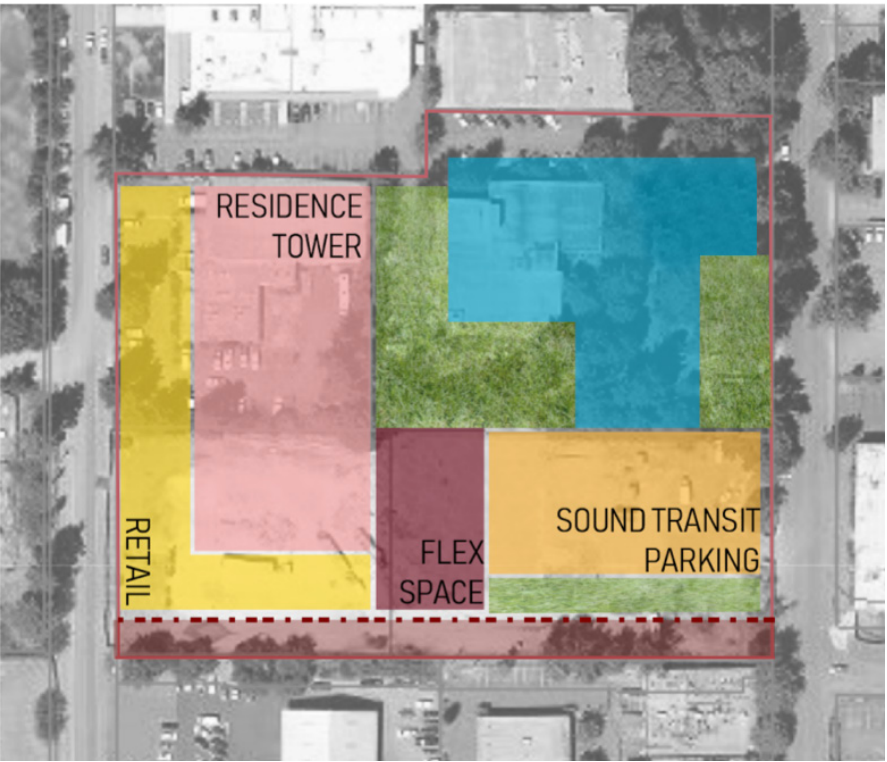 RESIDENCE
TOWER
RETAIL
FLEX
SPACE
SOUND TRANSIT
PARKING